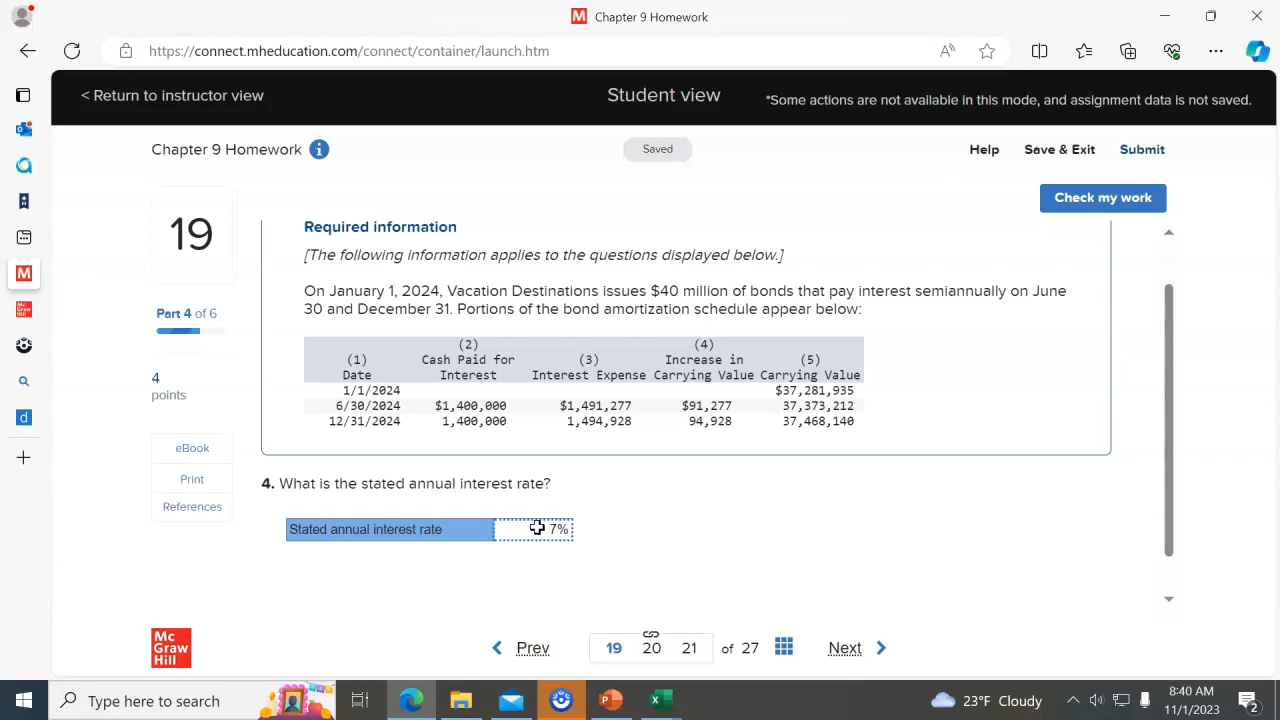 Chapter 9 Homework
https://connect.mheducation.com/connect/container/launch.htm
< Return to instructor view
Student view
*Some actions are not available in this mode, and assignment data is not saved.
Chapter 9 Homework
Saved
Help
Save & Exit
Submit
Check my work
19
Part 4 of 6
4
points
eBook
Print
References
Required information
[The following information applies to the questions displayed below.]
On January 1, 2024, Vacation Destinations issues $40 million of bonds that pay interest semiannually on June
30 and December 31. Portions of the bond amortization schedule appear below:
(2) (4)
(1) Cash Paid for (3) Increase in (5)
Date Interest Interest Expense Carrying Value Carrying Value
1/1/2024 $37,281,935
6/30/2024 $1,400,000 $1,491,277 $91,277 37,373,212
12/31/2024 1,400,000 1,494,928 94,928 37,468,140
4. What is the stated annual interest rate?
Stated annual interest rate 7%
Mc
Graw
Hill
Prev
19 20 21 of 27
Next
Type here to search
23°F Cloudy
8:40 AM
11/1/2023
2